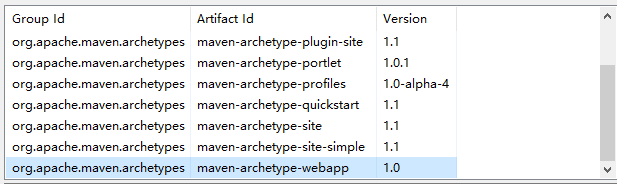 Group Id Artifact Id Version
org.apache.maven.archetypes maven-archetype-plugin-site 1.1
org.apache.maven.archetypes maven-archetype-portlet 1.0.1
org.apache.maven.archetypes maven-archetype-profiles 1.0-alpha-4
org.apache.maven.archetypes maven-archetype-quickstart 1.1
org.apache.maven.archetypes maven-archetype-site 1.1
org.apache.maven.archetypes maven-archetype-site-simple 1.1
org.apache.maven.archetypes maven-archetype-webapp 1.0